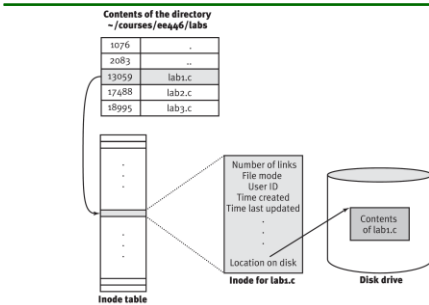 Contents of the directory
~/courses/ee446/labs
1076 .
2083 ..
13059 lab1.c
17488 lab2.c
18995 lab3.c
.
.
.
.
.
.
Inode table
Number of links
File mode
User ID
Time created
Time last updated
.
.
.
Location on disk
Inode for lab1.c
Contents
of lab1.c
Disk drive